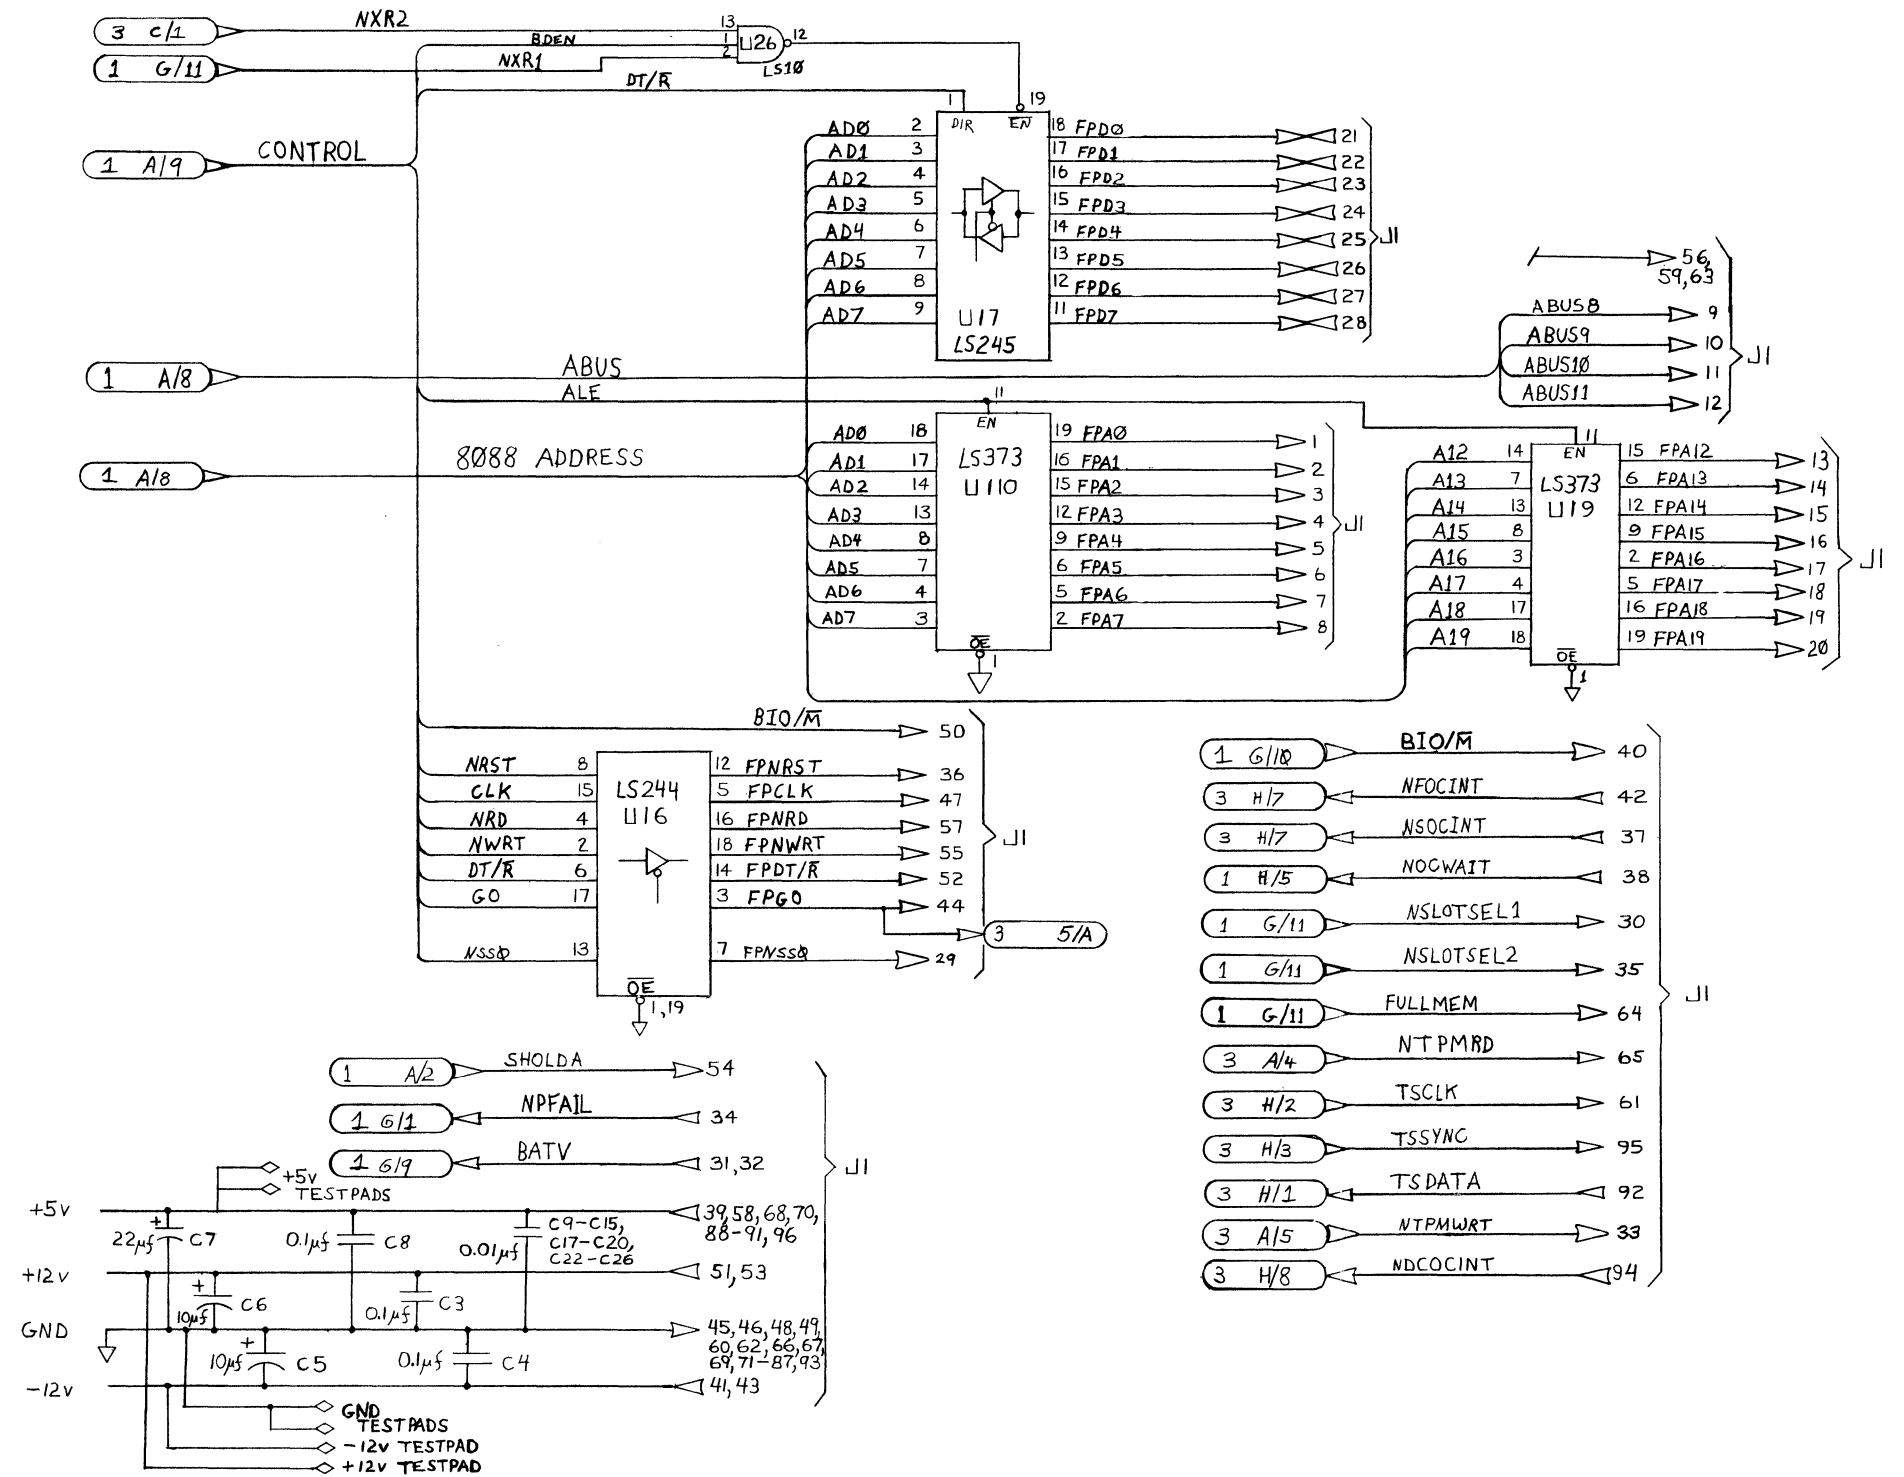 3 C/1
NXR2
13
1
2
U26
12
LS10
BDEN
1 G/11
NXR1
DT/R̅
1 A/9
CONTROL
1
19
DIR
E̅N̅
U17
LS245
AD0 2
AD1 3
AD2 4
AD3 5
AD4 6
AD5 7
AD6 8
AD7 9
18 FPD0 21
17 FPD1 22
16 FPD2 23
15 FPD3 24
14 FPD4 25
13 FPD5 26
12 FPD6 27
11 FPD7 28
J1
56,
59,63
ABUS8 9
ABUS9 10
ABUS10 11
ABUS11 12
J1
1 A/8
ABUS
ALE
1 A/8
8088 ADDRESS
11
EN
LS373
U110
O̅E̅
1
AD0 18
AD1 17
AD2 14
AD3 13
AD4 8
AD5 7
AD6 4
AD7 3
19 FPA0 1
16 FPA1 2
15 FPA2 3
12 FPA3 4
9 FPA4 5
6 FPA5 6
5 FPA6 7
2 FPA7 8
J1
11
EN
LS373
U19
O̅E̅
1
A12 14
A13 7
A14 13
A15 8
A16 3
A17 4
A18 17
A19 18
15 FPA12 13
6 FPA13 14
12 FPA14 15
9 FPA15 16
2 FPA16 17
5 FPA17 18
16 FPA18 19
19 FPA19 20
J1
BIO/M̅ 50
LS244
U16
O̅E̅
1,19
NRST 8
CLK 15
NRD 4
NWRT 2
DT/R̅ 6
GO 17
NSS0 13
12 FPNRST 36
5 FPCLK 47
16 FPNRD 57
18 FPNWRT 55
14 FPDT/R̅ 52
3 FPGO 44
3 5/A
7 FPNSS0 29
J1
1 G/10 BIO/M̅ 40
3 H/7 NFOCINT 42
3 H/7 NSOCINT 37
1 H/5 NOCWAIT 38
1 G/11 NSLOTSEL1 30
1 G/11 NSLOTSEL2 35
1 G/11 FULLMEM 64
3 A/4 NTPMRD 65
3 H/2 TSCLK 61
3 H/3 TSSYNC 95
3 H/1 TSDATA 92
3 A/5 NTPMWRT 33
3 H/8 NDCOCINT 94
J1
1 A/2 SHOLDA 54
1 G/1 NPFAIL 34
1 G/9 BATV 31,32
J1
+5v
TESTPADS
+5v
39,58,68,70,
88-91,96
+
22µf C7
0.1µf C8
0.01µf
C9-C15,
C17-C20,
C22-C26
+12v
51,53
+
10µf C6
0.1µf C3
GND
45,46,48,49,
60,62,66,67,
69,71-87,93
+
10µf C5
0.1µf C4
-12v
41,43
GND
TESTPADS
-12v TESTPAD
+12v TESTPAD